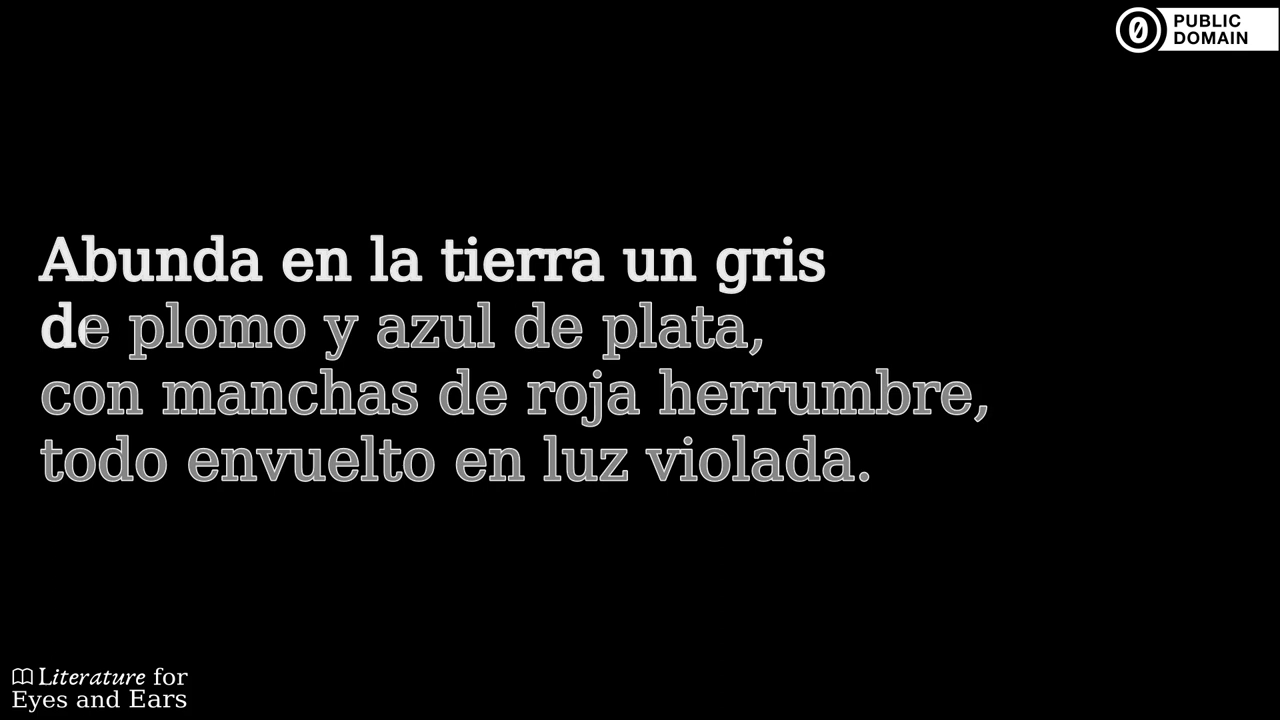 PUBLIC
DOMAIN
Abunda en la tierra un gris
de plomo y azul de plata,
con manchas de roja herrumbre,
todo envuelto en luz violada.
Literature for
Eyes and Ears